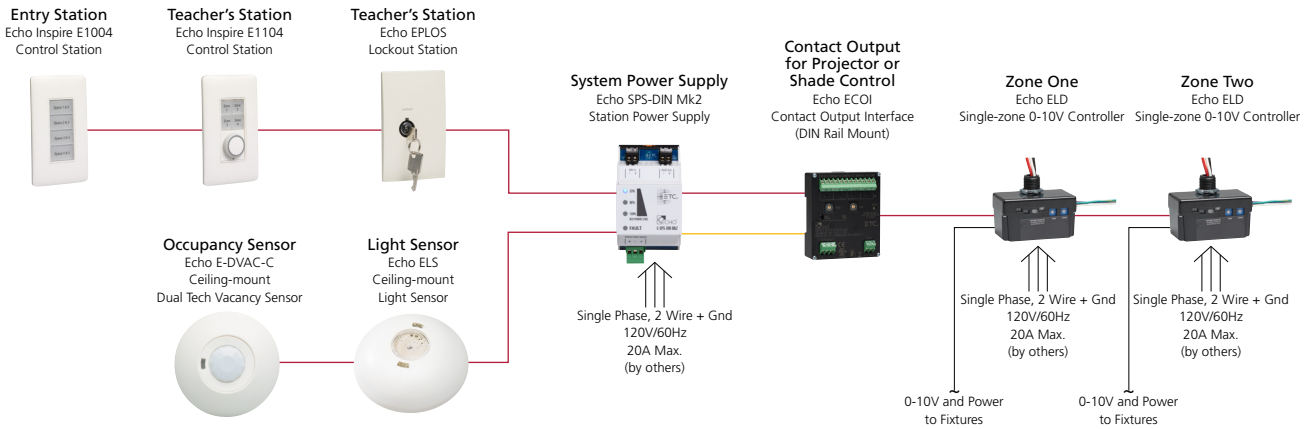 Entry Station
Echo Inspire E1004
Control Station
Teacher's Station
Echo Inspire E1104
Control Station
Teacher's Station
Echo EPLOS
Lockout Station
System Power Supply
Echo SPS-DIN Mk2
Station Power Supply
Contact Output
for Projector or
Shade Control
Echo ECOI
Contact Output Interface
(DIN Rail Mount)
Zone One
Echo ELD
Single-zone 0-10V Controller
Zone Two
Echo ELD
Single-zone 0-10V Controller
ETC
ECHO
FAULT
Occupancy Sensor
Echo E-DVAC-C
Ceiling-mount
Dual Tech Vacancy Sensor
Light Sensor
Echo ELS
Ceiling-mount
Light Sensor
Single Phase, 2 Wire + Gnd
120V/60Hz
20A Max.
(by others)
Single Phase, 2 Wire + Gnd
120V/60Hz
20A Max.
(by others)
Single Phase, 2 Wire + Gnd
120V/60Hz
20A Max.
(by others)
~
0-10V and Power
to Fixtures
~
0-10V and Power
to Fixtures